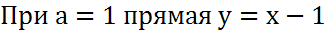 При a = 1 прямая y = x − 1